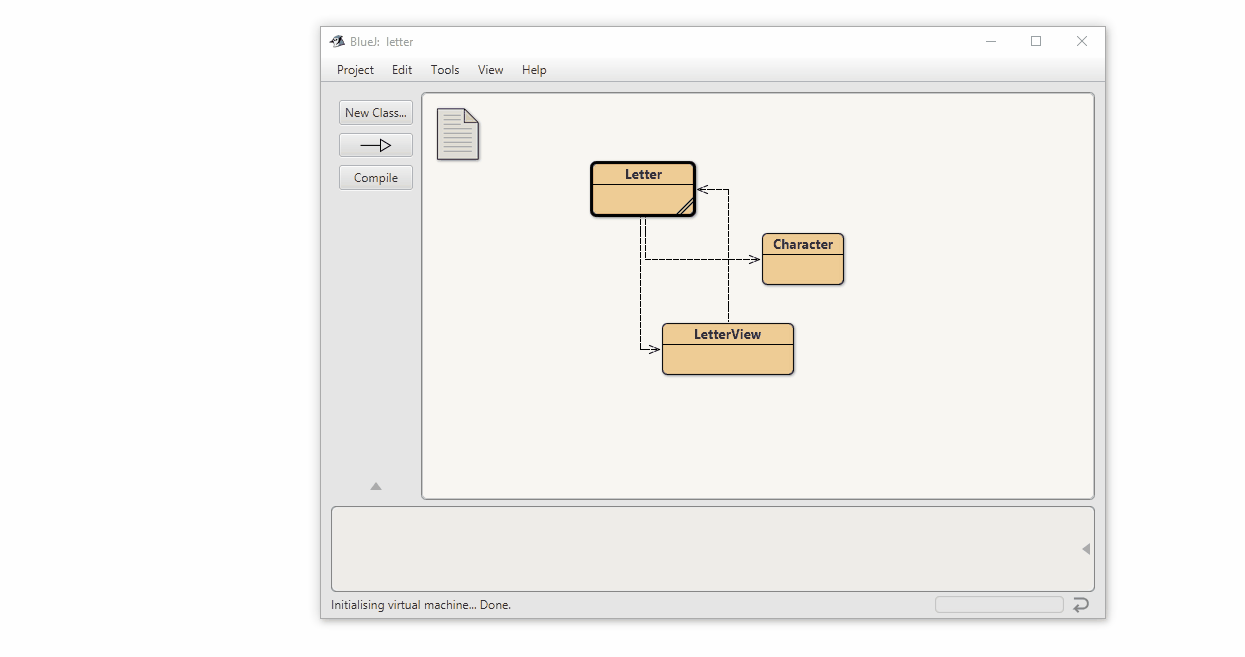 BlueJ: letter
Project Edit Tools View Help
New Class...
Compile
Letter
Character
LetterView
Initialising virtual machine... Done.